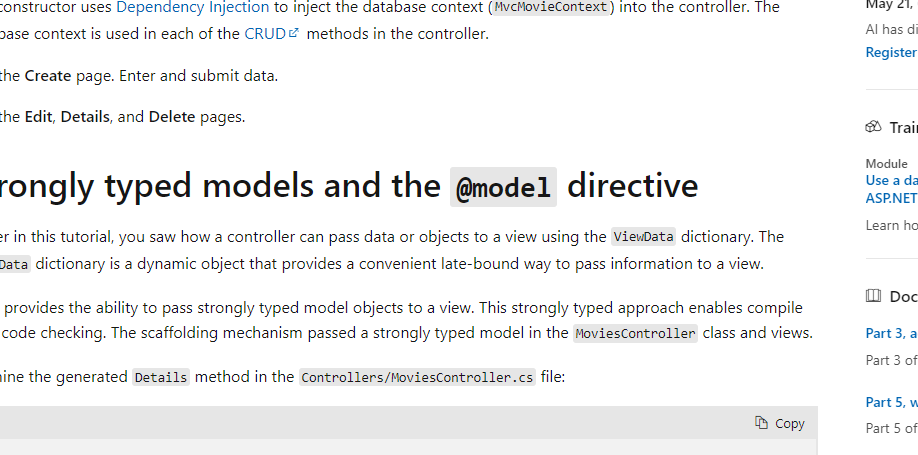 constructor uses Dependency Injection to inject the database context (MvcMovieContext) into the controller. The
base context is used in each of the CRUD methods in the controller.
the Create page. Enter and submit data.
the Edit, Details, and Delete pages.
rongly typed models and the @model directive
er in this tutorial, you saw how a controller can pass data or objects to a view using the ViewData dictionary. The
Data dictionary is a dynamic object that provides a convenient late-bound way to pass information to a view.
provides the ability to pass strongly typed model objects to a view. This strongly typed approach enables compile
code checking. The scaffolding mechanism passed a strongly typed model in the MoviesController class and views.
nine the generated Details method in the Controllers/MoviesController.cs file:
Copy
May 21,
AI has di
Register
Trai
Module
Use a da
ASP.NET
Learn ho
Doc
Part 3, a
Part 3 of
Part 5, w
Part 5 of